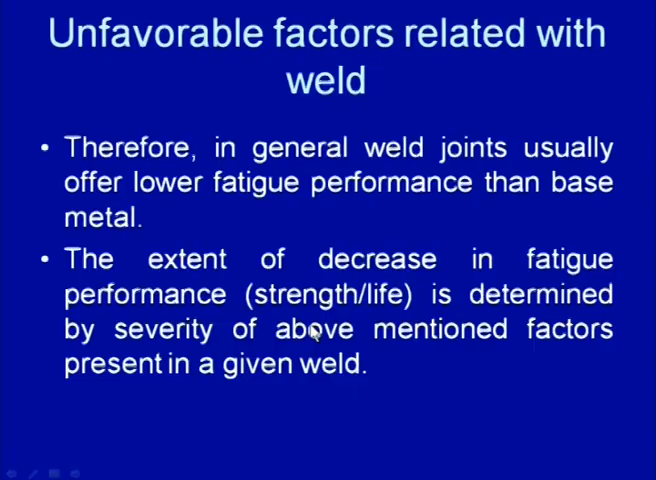 Unfavorable factors related with
weld
• Therefore, in general weld joints usually
offer lower fatigue performance than base
metal.
• The extent of decrease in fatigue
performance (strength/life) is determined
by severity of above mentioned factors
present in a given weld.